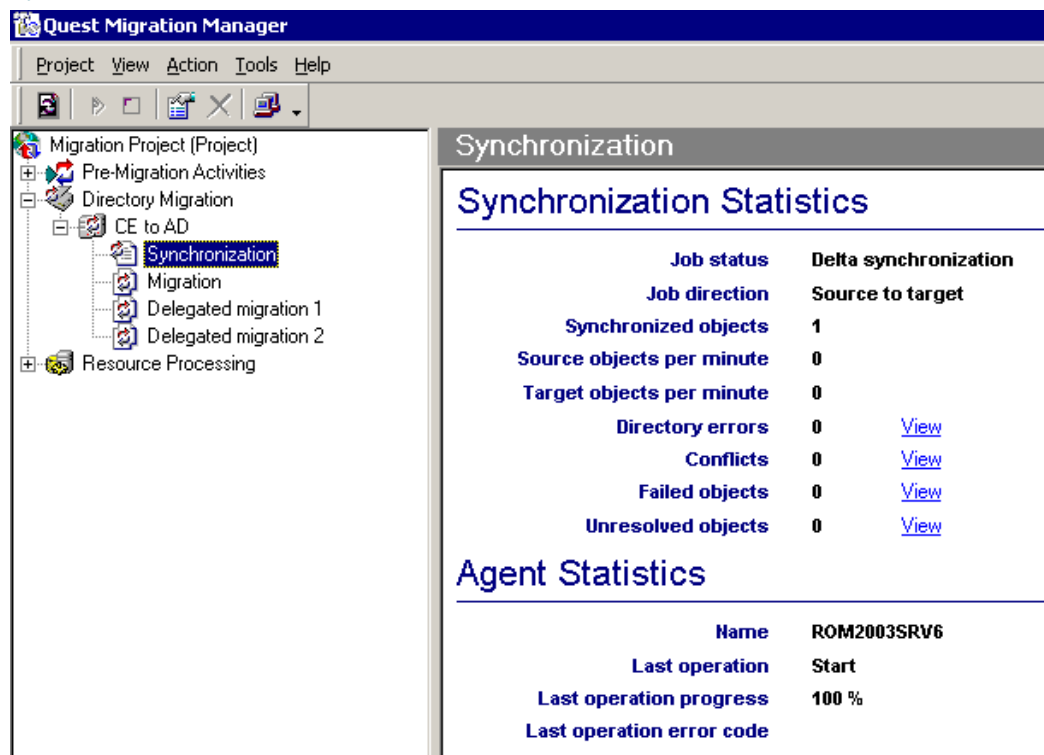 Quest Migration Manager
Project View Action Tools Help
Migration Project (Project)
Pre-Migration Activities
Directory Migration
CE to AD
Synchronization
Migration
Delegated migration 1
Delegated migration 2
Resource Processing
Synchronization
Synchronization Statistics
Job status Delta synchronization
Job direction Source to target
Synchronized objects 1
Source objects per minute 0
Target objects per minute 0
Directory errors 0 View
Conflicts 0 View
Failed objects 0 View
Unresolved objects 0 View
Agent Statistics
Name ROM2003SRV6
Last operation Start
Last operation progress 100 %
Last operation error code